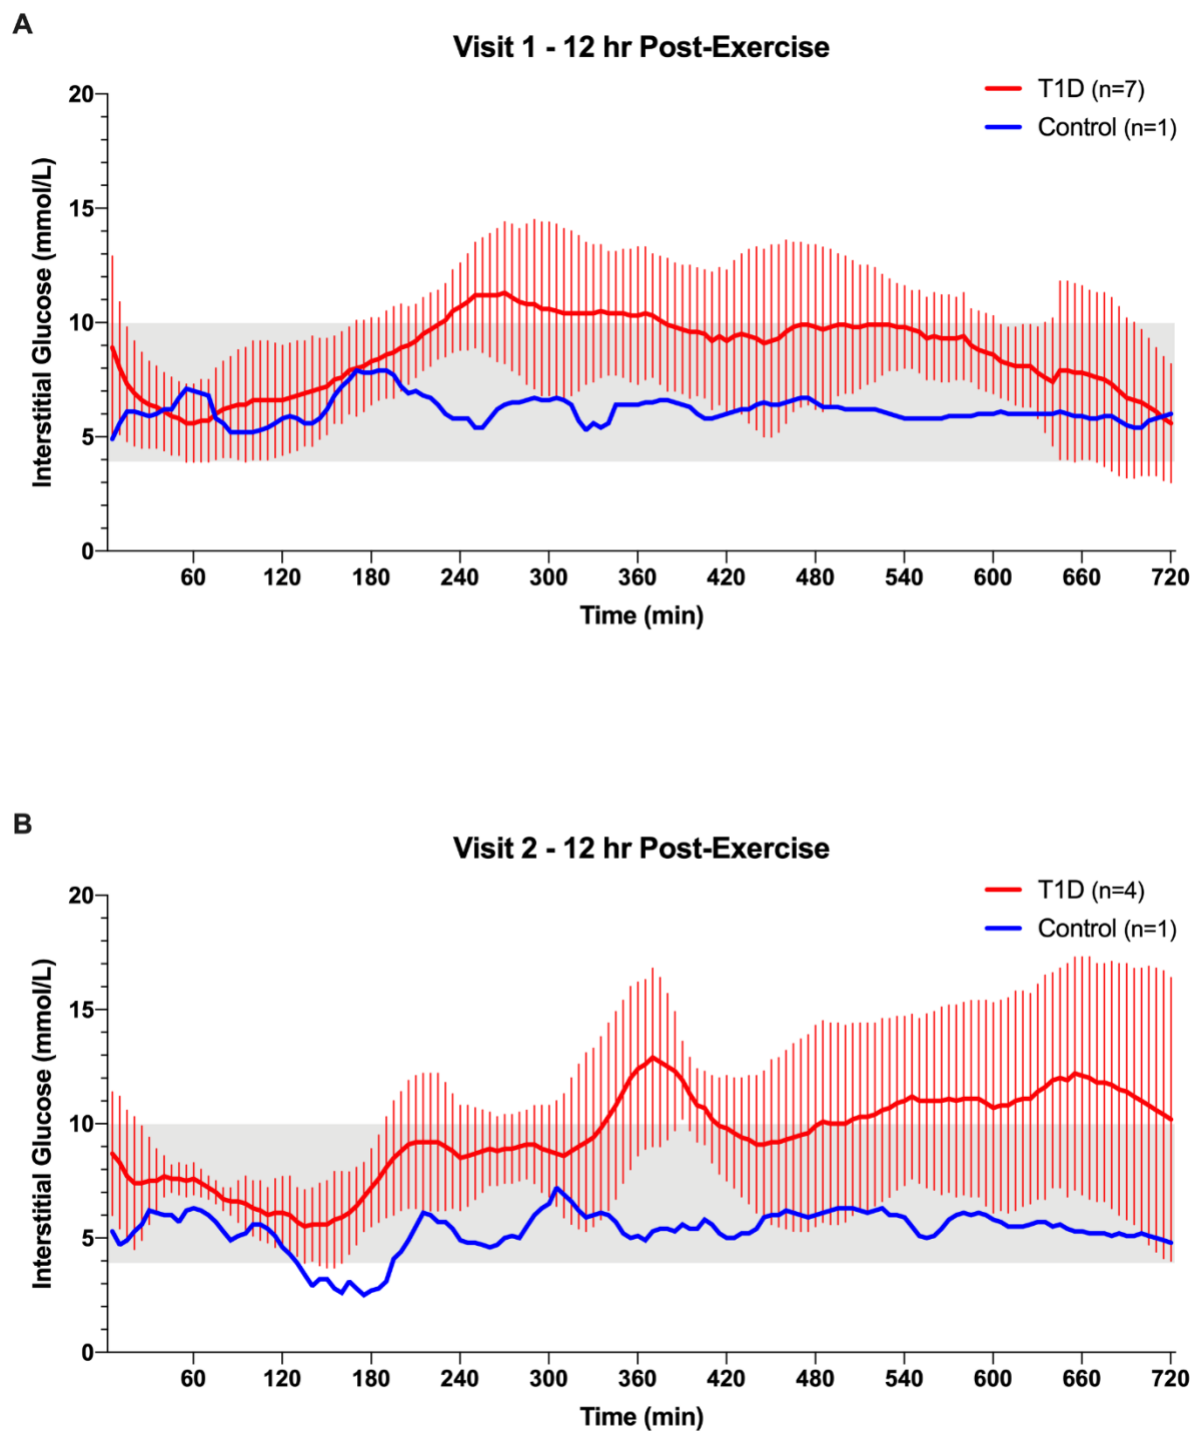 A
Visit 1 - 12 hr Post-Exercise
T1D (n=7)
Control (n=1)
20
15
10
5
0
Interstitial Glucose (mmol/L)
60 120 180 240 300 360 420 480 540 600 660 720
Time (min)
B
Visit 2 - 12 hr Post-Exercise
T1D (n=4)
Control (n=1)
20
15
10
5
0
Interstitial Glucose (mmol/L)
60 120 180 240 300 360 420 480 540 600 660 720
Time (min)